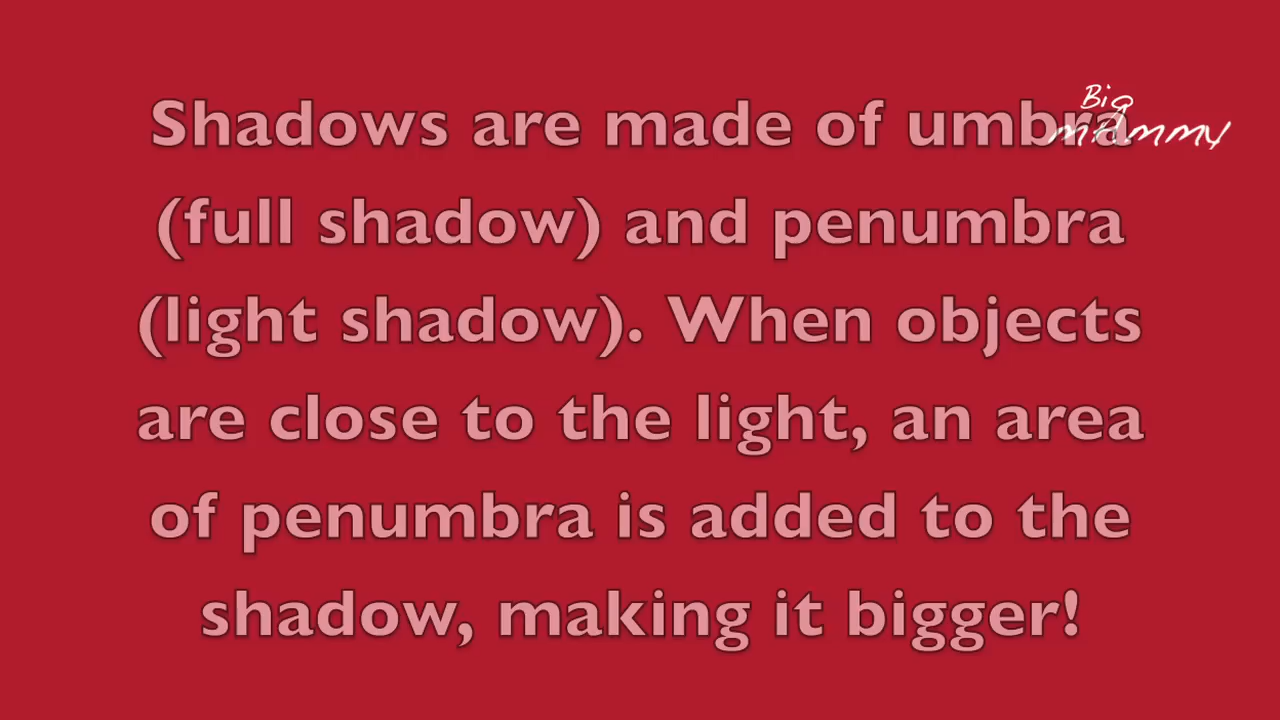 Shadows are made of umbra
(full shadow) and penumbra
(light shadow). When objects
are close to the light, an area
of penumbra is added to the
shadow, making it bigger!
Big
mammy